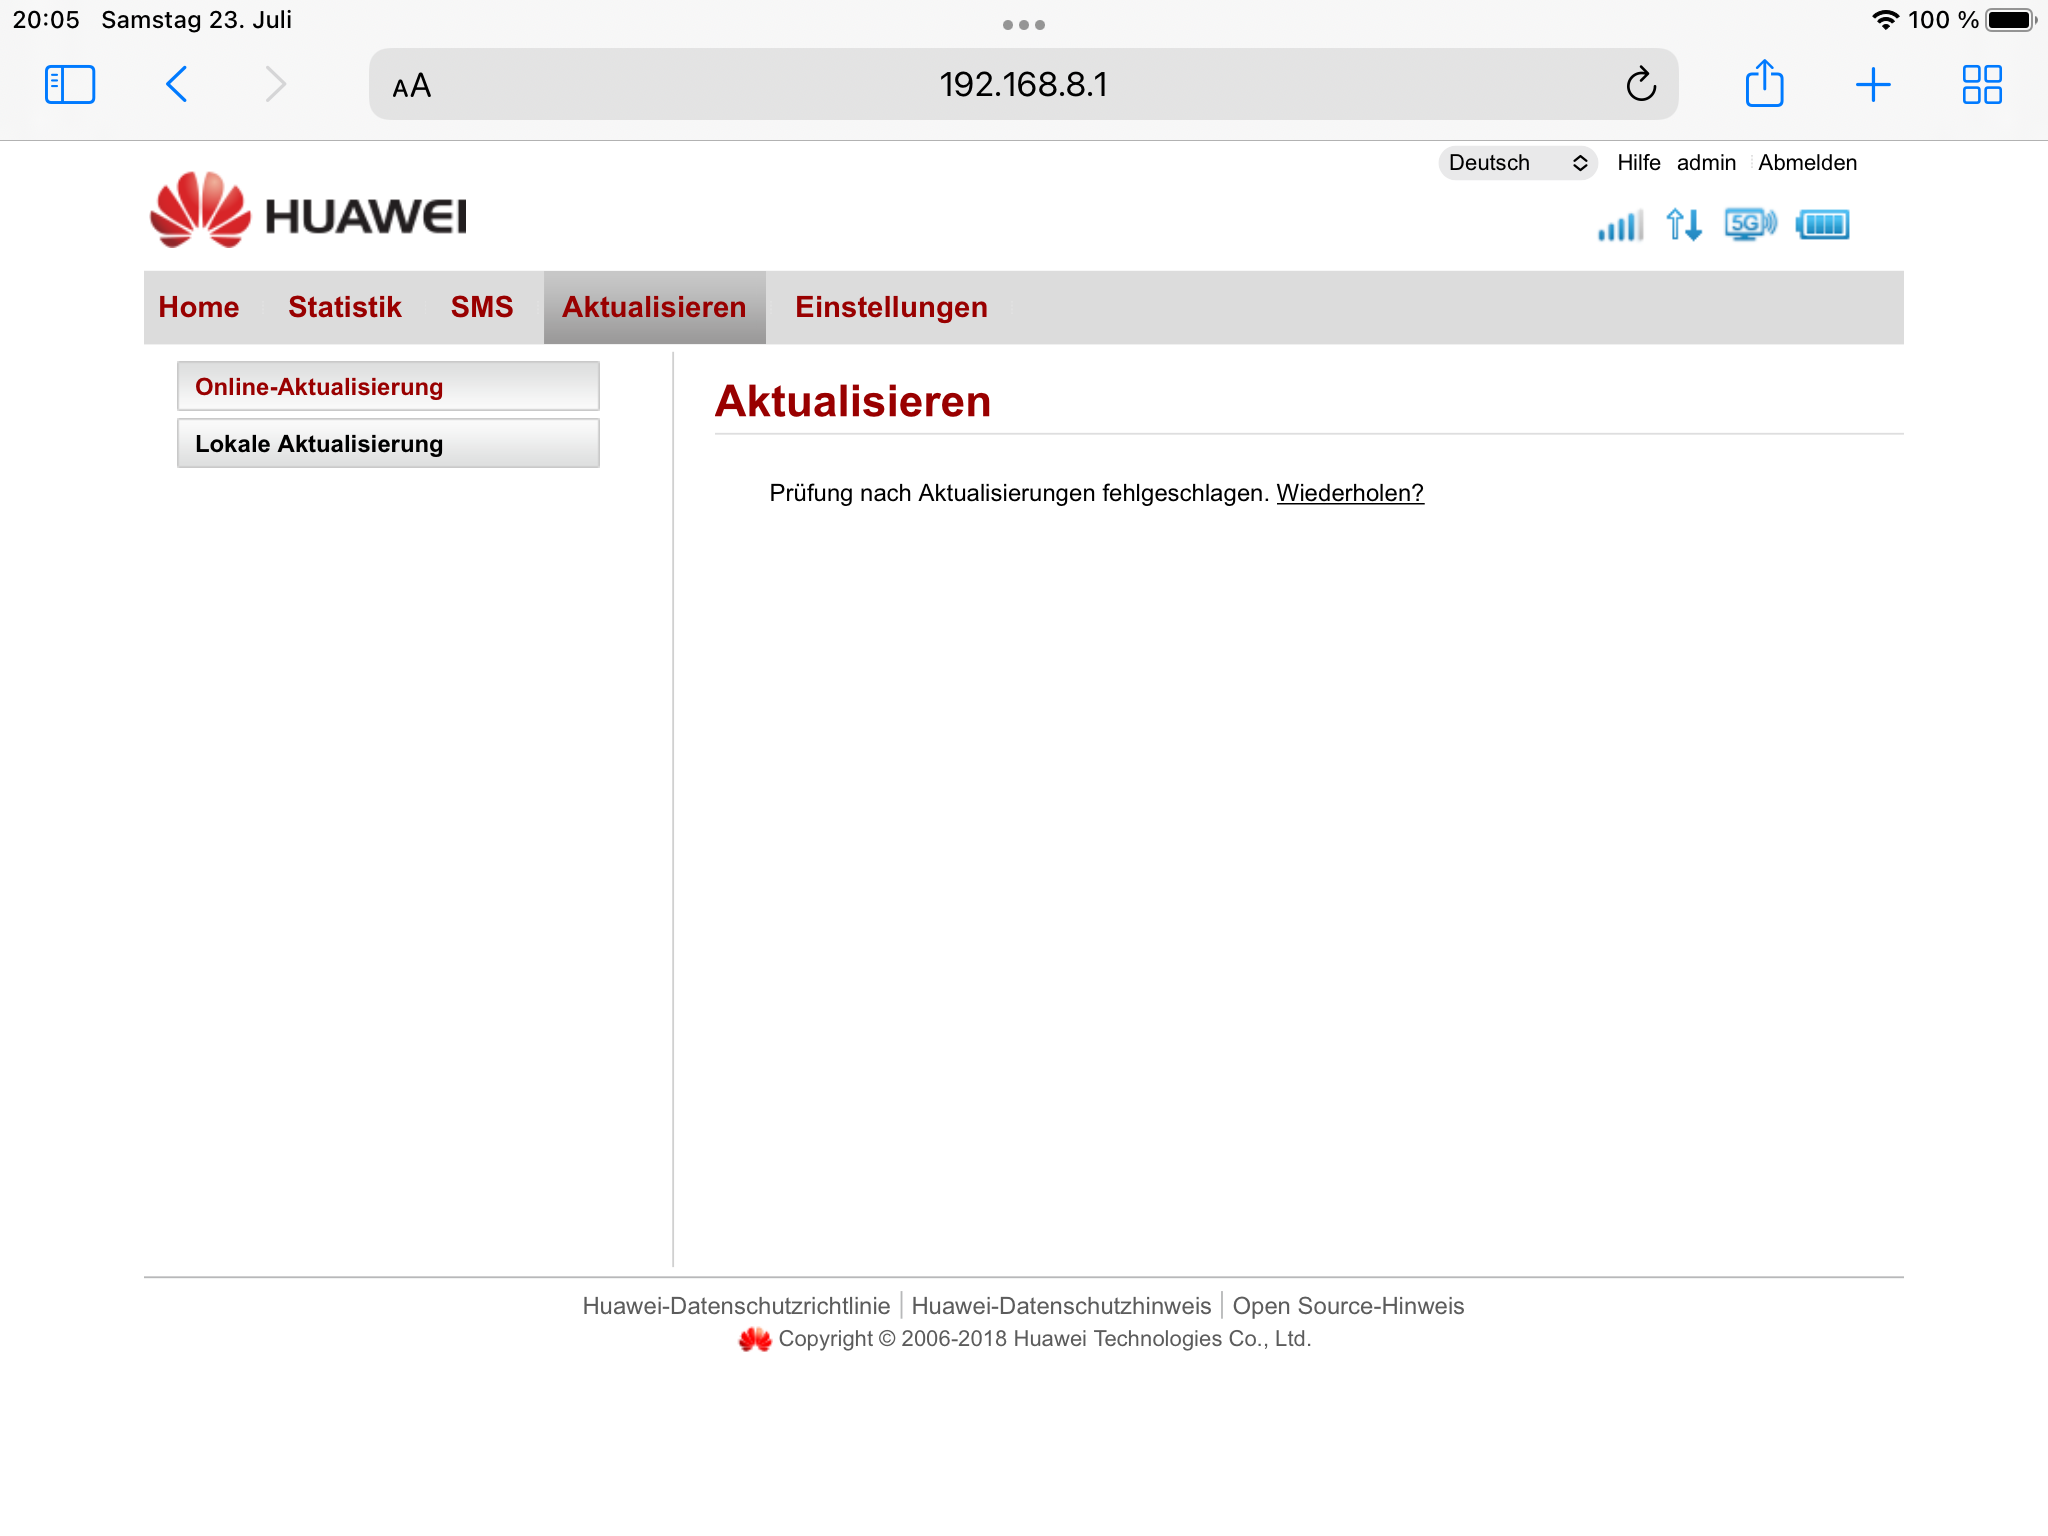 20:05 Samstag 23. Juli 100 %
AA 192.168.8.1
Deutsch Hilfe admin Abmelden
HUAWEI
5G
Home Statistik SMS Aktualisieren Einstellungen
Online-Aktualisierung
Lokale Aktualisierung
Aktualisieren
Prüfung nach Aktualisierungen fehlgeschlagen. Wiederholen?
Huawei-Datenschutzrichtlinie Huawei-Datenschutzhinweis Open Source-Hinweis
Copyright © 2006-2018 Huawei Technologies Co., Ltd.